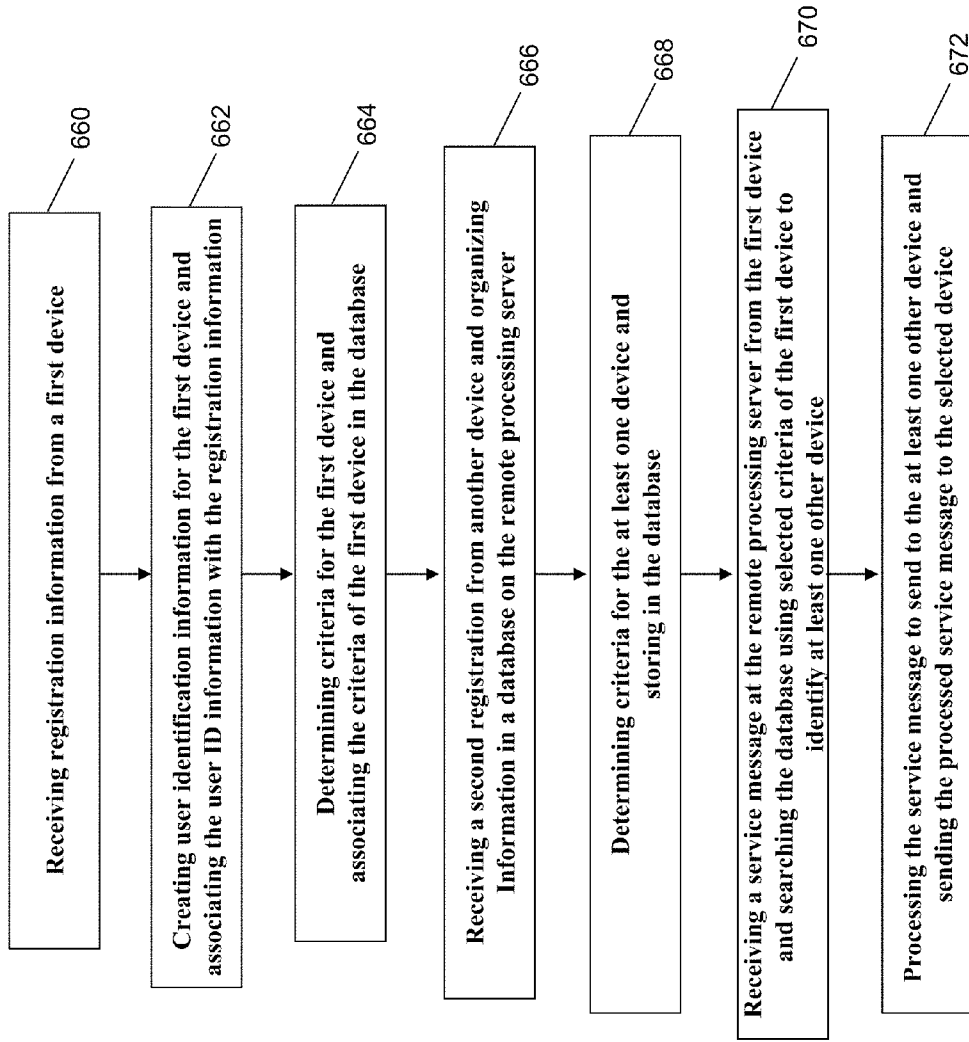 Receiving registration information from a first device
660
Creating user identification information for the first device and
associating the user ID information with the registration information
662
Determining criteria for the first device and
associating the criteria of the first device in the database
664
Receiving a second registration from another device and organizing
Information in a database on the remote processing server
666
Determining criteria for the at least one device and
storing in the database
668
Receiving a service message at the remote processing server from the first device
and searching the database using selected criteria of the first device to
identify at least one other device
670
Processing the service message to send to the at least one other device and
sending the processed service message to the selected device
672